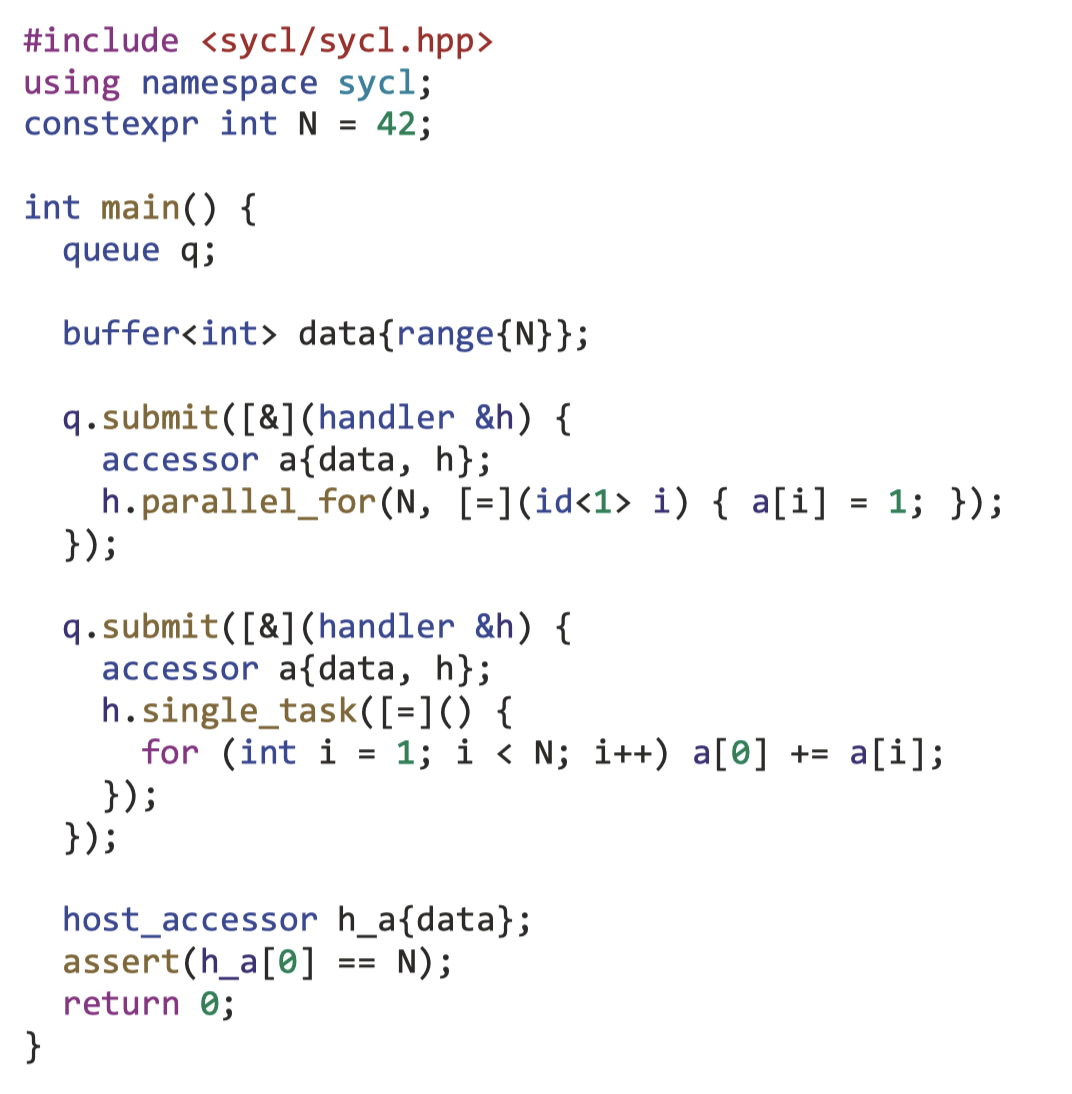 #include <sycl/sycl.hpp>
using namespace sycl;
constexpr int N = 42;

int main() {
  queue q;

  buffer<int> data{range{N}};

  q.submit([&](handler &h) {
    accessor a{data, h};
    h.parallel_for(N, [=](id<1> i) { a[i] = 1; });
  });

  q.submit([&](handler &h) {
    accessor a{data, h};
    h.single_task([=]() {
      for (int i = 1; i < N; i++) a[0] += a[i];
    });
  });

  host_accessor h_a{data};
  assert(h_a[0] == N);
  return 0;
}